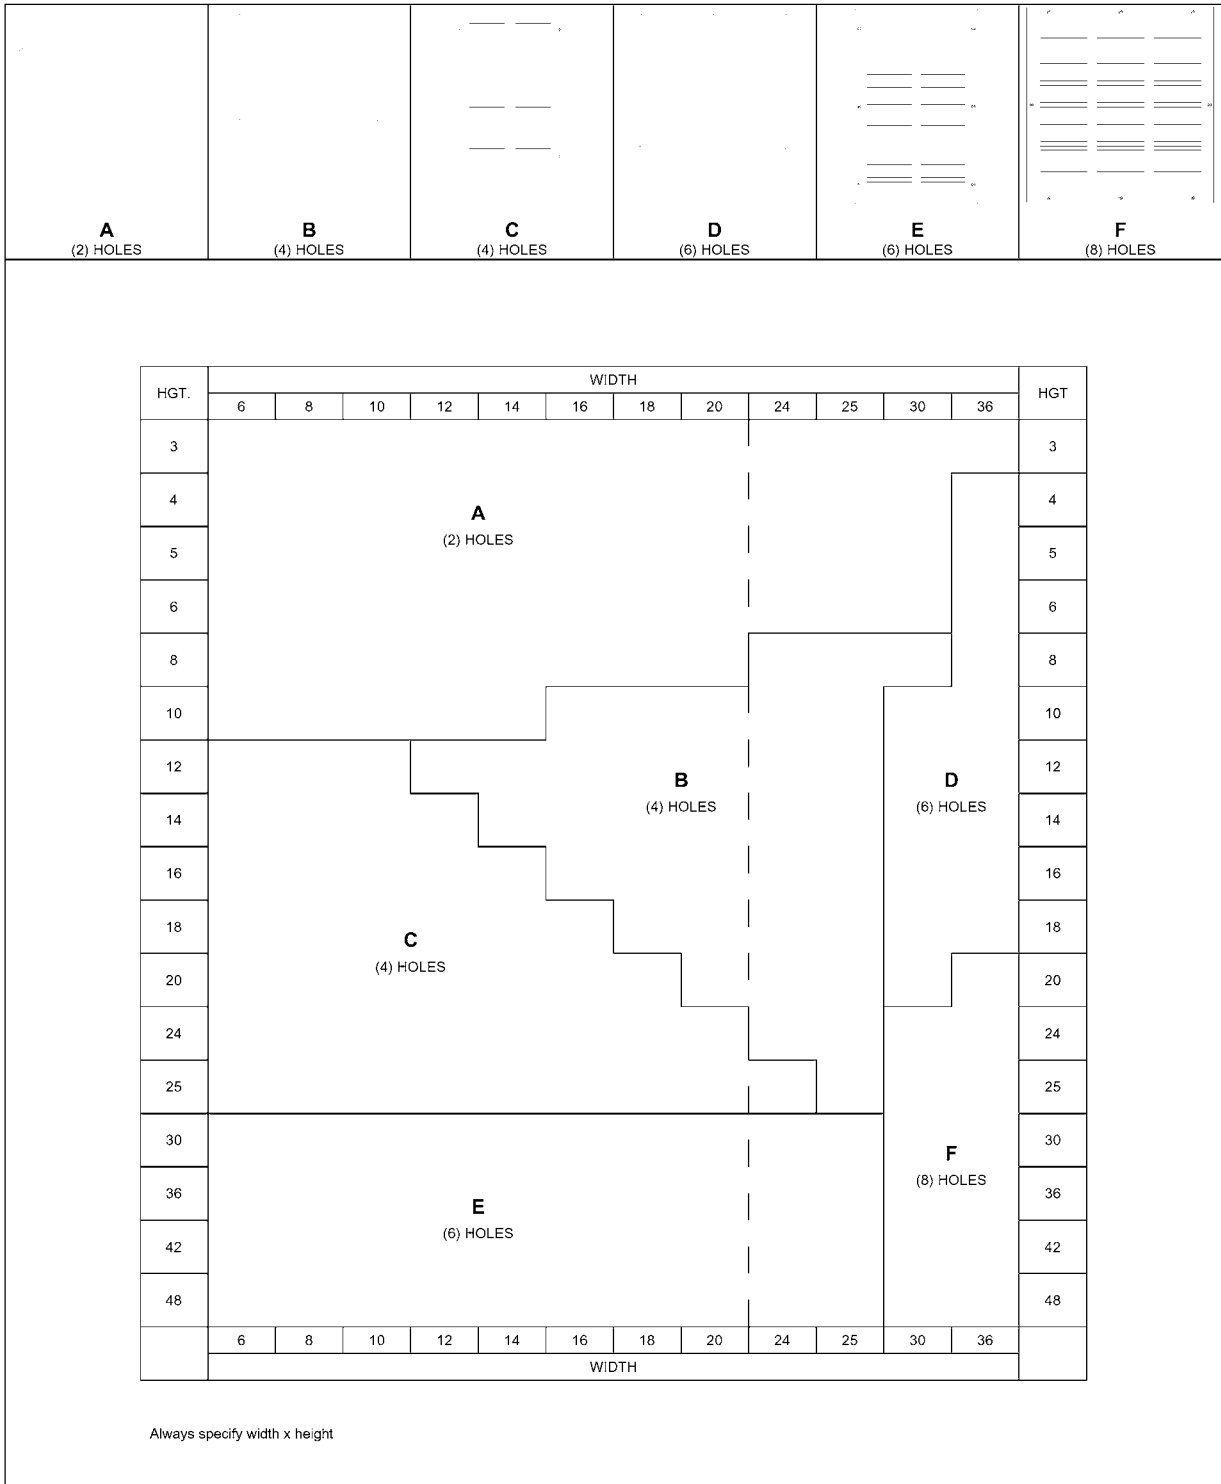 A B C D E F
(2) HOLES (4) HOLES (4) HOLES (6) HOLES (6) HOLES (8) HOLES
WIDTH
HGT. HGT
6 8 10 12 14 16 18 20 24 25 30 36
3 3
4 4
A
(2) HOLES
5 5
6 6
8 8
10 10
12 12
B D
(4) HOLES (6) HOLES
14 14
16 16
18 18
C
(4) HOLES
20 20
24 24
25 25
30 30
F
(8) HOLES
36 36
E
(6) HOLES
42 42
48 48
6 8 10 12 14 16 18 20 24 25 30 36
WIDTH
Always specify width x height